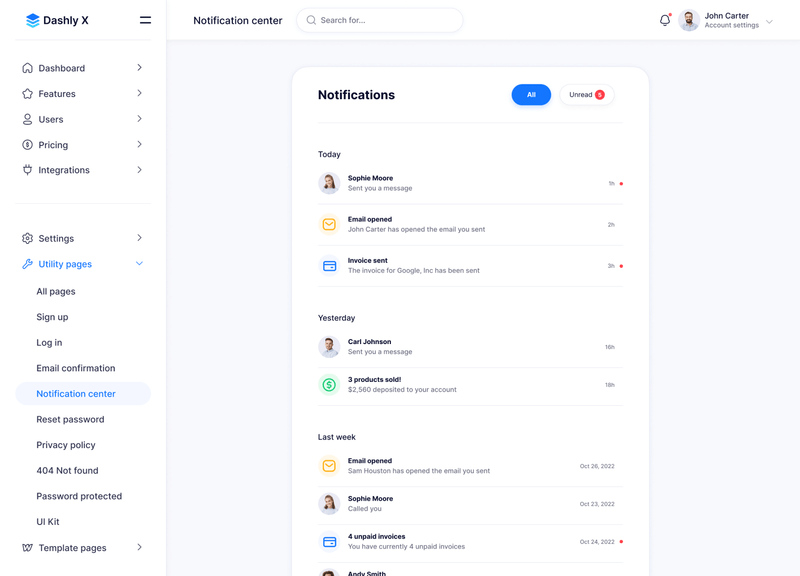 Dashly X
Notification center
Search for...
John Carter
Account settings
Dashboard
Features
Users
Pricing
Integrations
Settings
Utility pages
All pages
Sign up
Log in
Email confirmation
Notification center
Reset password
Privacy policy
404 Not found
Password protected
UI Kit
Template pages
Notifications
All
Unread 5
Today
Sophie Moore
Sent you a message
1h
Email opened
John Carter has opened the email you sent
2h
Invoice sent
The invoice for Google, Inc has been sent
3h
Yesterday
Carl Johnson
Sent you a message
16h
3 products sold!
$2,560 deposited to your account
18h
Last week
Email opened
Sam Houston has opened the email you sent
Oct 26, 2022
Sophie Moore
Called you
Oct 23, 2022
4 unpaid invoices
You have currently 4 unpaid invoices
Oct 24, 2022
Andy Smith